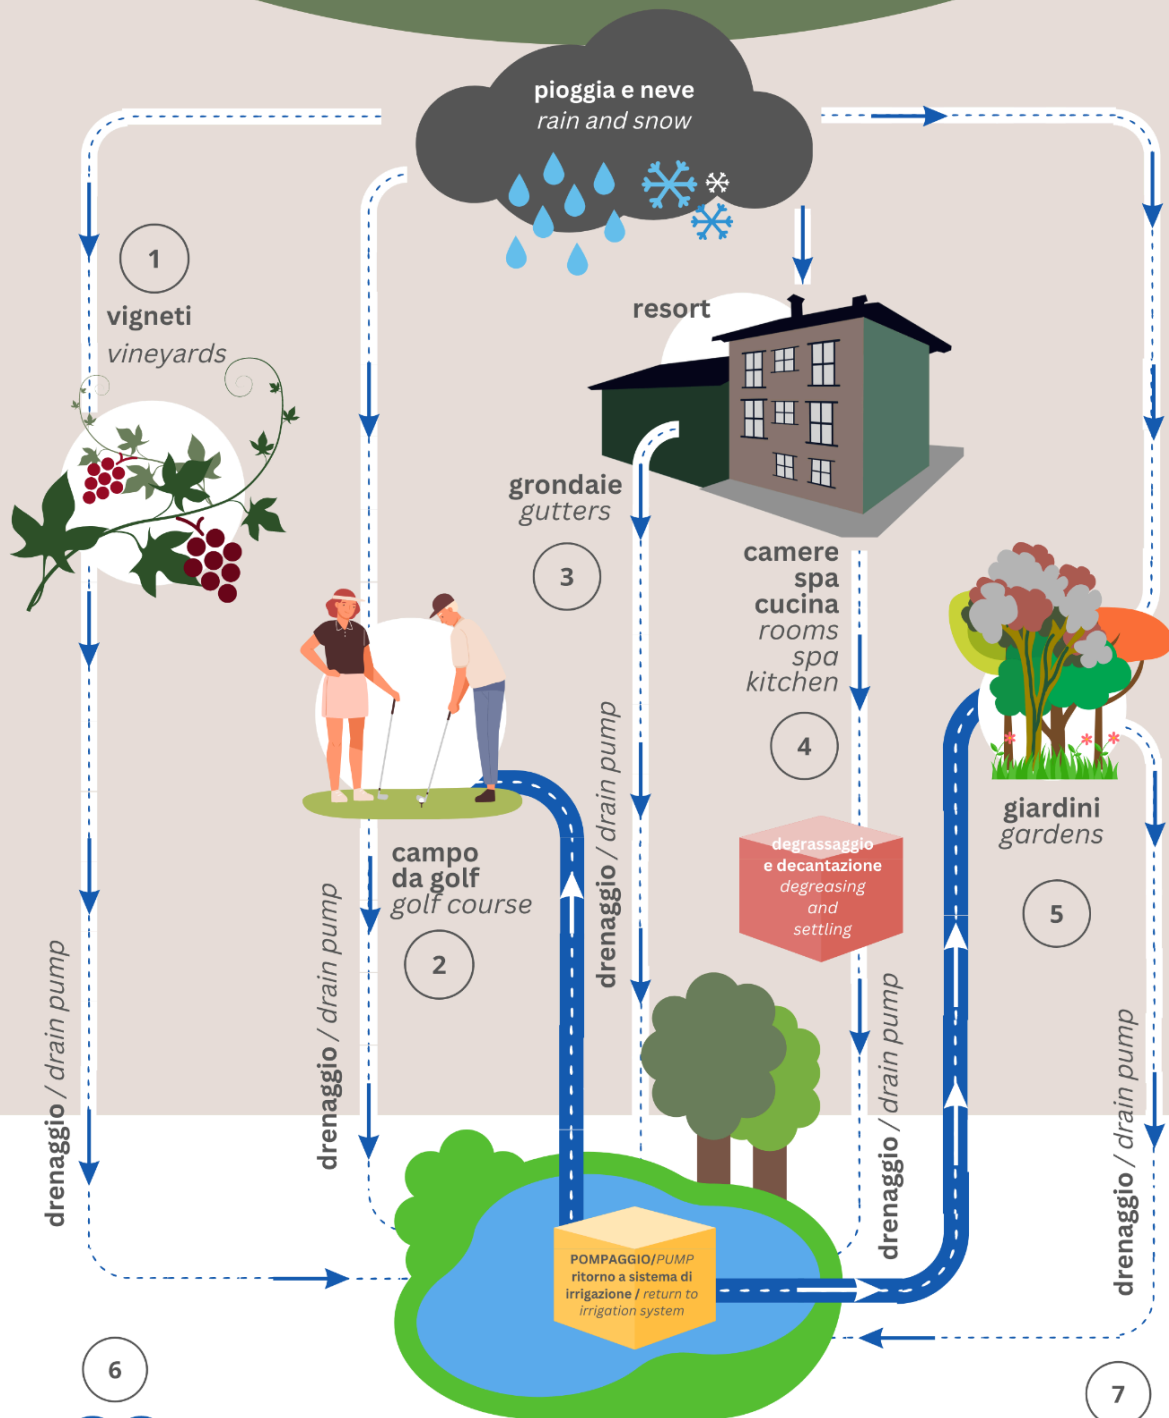 pioggia e neve
rain and snow
1
vigneti
vineyards
resort
grondaie
gutters
3
camere
spa
cucina
rooms
spa
kitchen
4
degrassaggio
e decantazione
degreasing
and
settling
giardini
gardens
5
campo
da golf
golf course
2
drenaggio / drain pump
drenaggio / drain pump
drenaggio / drain pump
drenaggio / drain pump
drenaggio / drain pump
POMPAGGIO/PUMP
ritorno a sistema di
irrigazione / return to
irrigation system
6
7